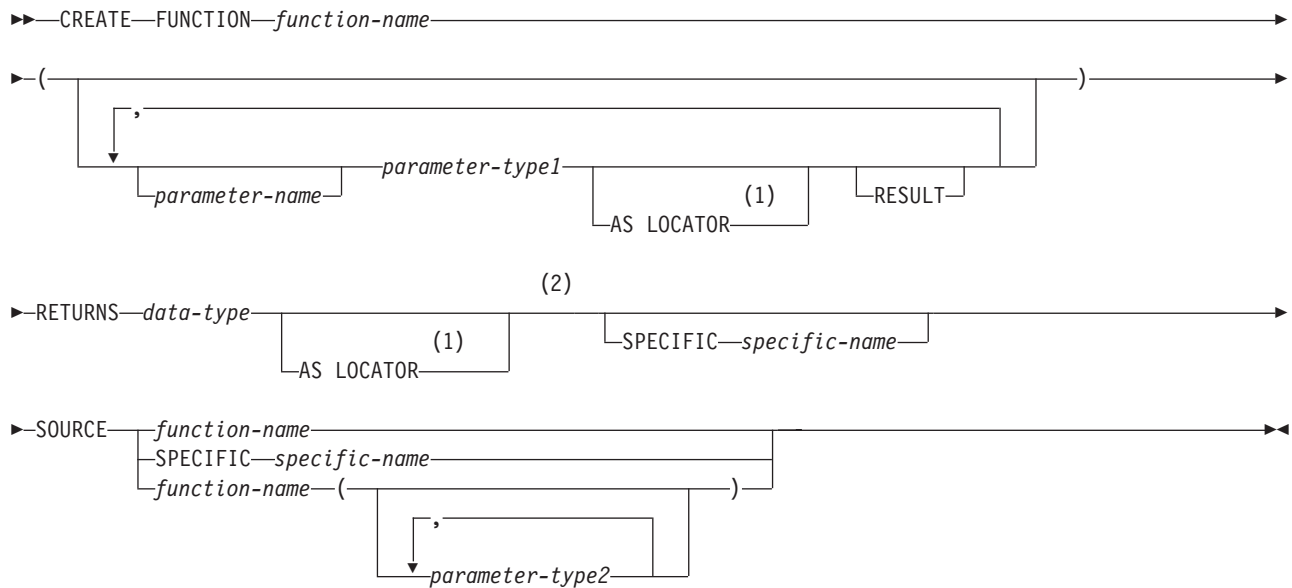 CREATE FUNCTION function-name
( )
,
parameter-type1
parameter-name (1) RESULT
AS LOCATOR
(2)
RETURNS data-type
(1) SPECIFIC specific-name
AS LOCATOR
SOURCE function-name
SPECIFIC specific-name
function-name ( )
,
parameter-type2